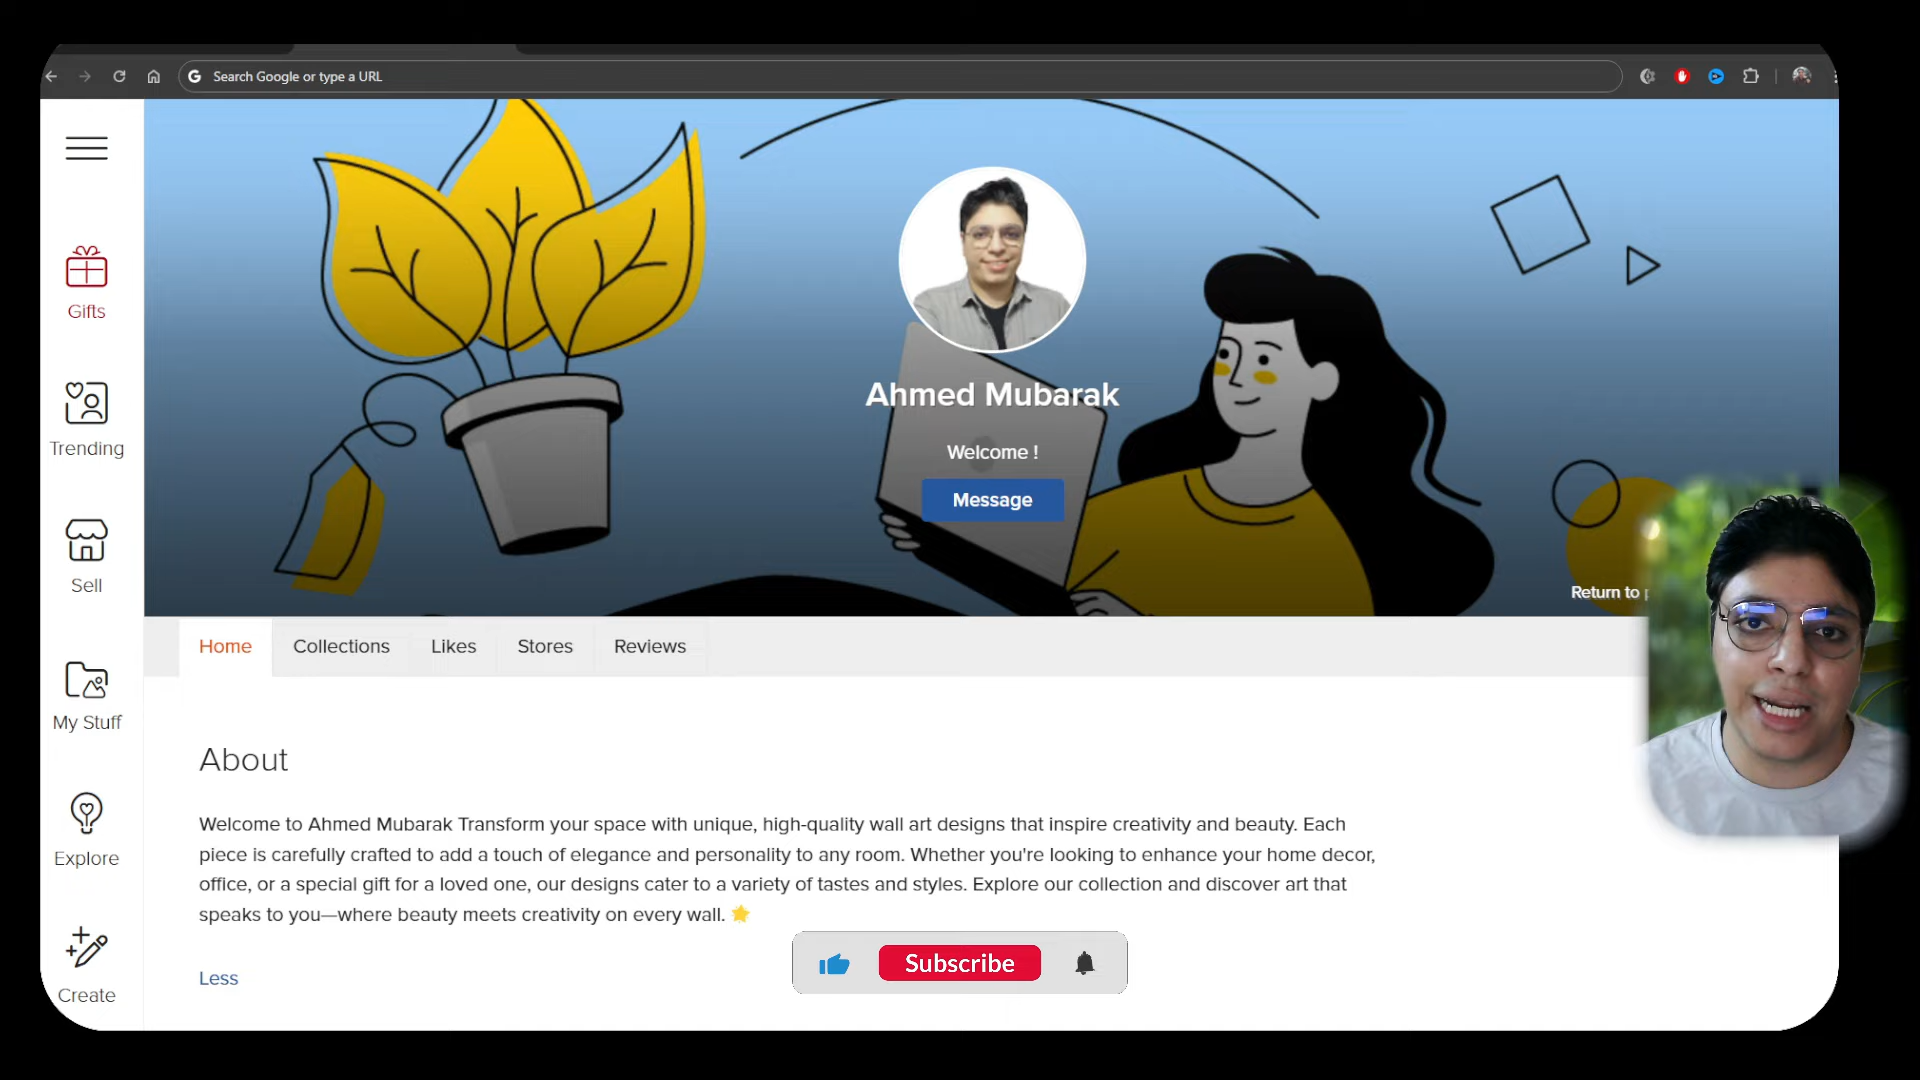 Search Google or type a URL
Gifts
Trending
Sell
My Stuff
Explore
Create
Ahmed Mubarak
Welcome !
Message
Return to
Home
Collections
Likes
Stores
Reviews
About
Welcome to Ahmed Mubarak Transform your space with unique, high-quality wall art designs that inspire creativity and beauty. Each
piece is carefully crafted to add a touch of elegance and personality to any room. Whether you're looking to enhance your home decor,
office, or a special gift for a loved one, our designs cater to a variety of tastes and styles. Explore our collection and discover art that
speaks to you—where beauty meets creativity on every wall. 🌟
Less
Subscribe